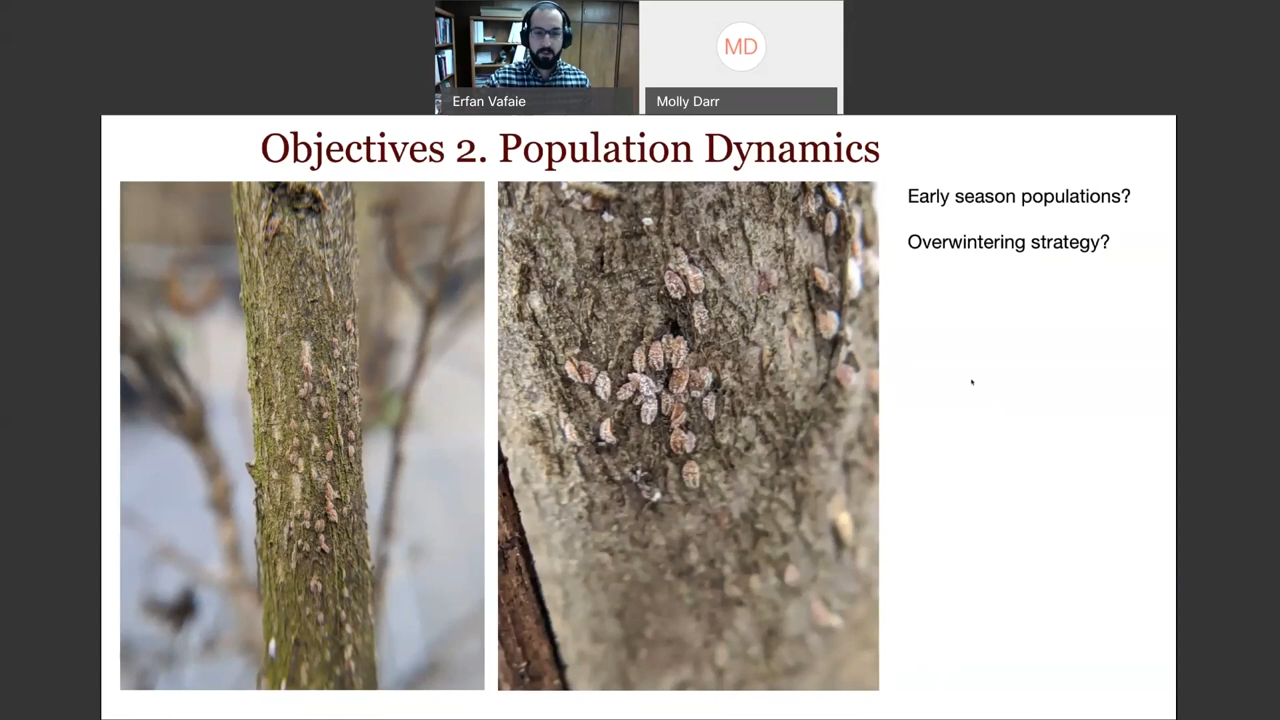 MD
Erfan Vafaie
Molly Darr
Objectives 2. Population Dynamics
Early season populations?
Overwintering strategy?